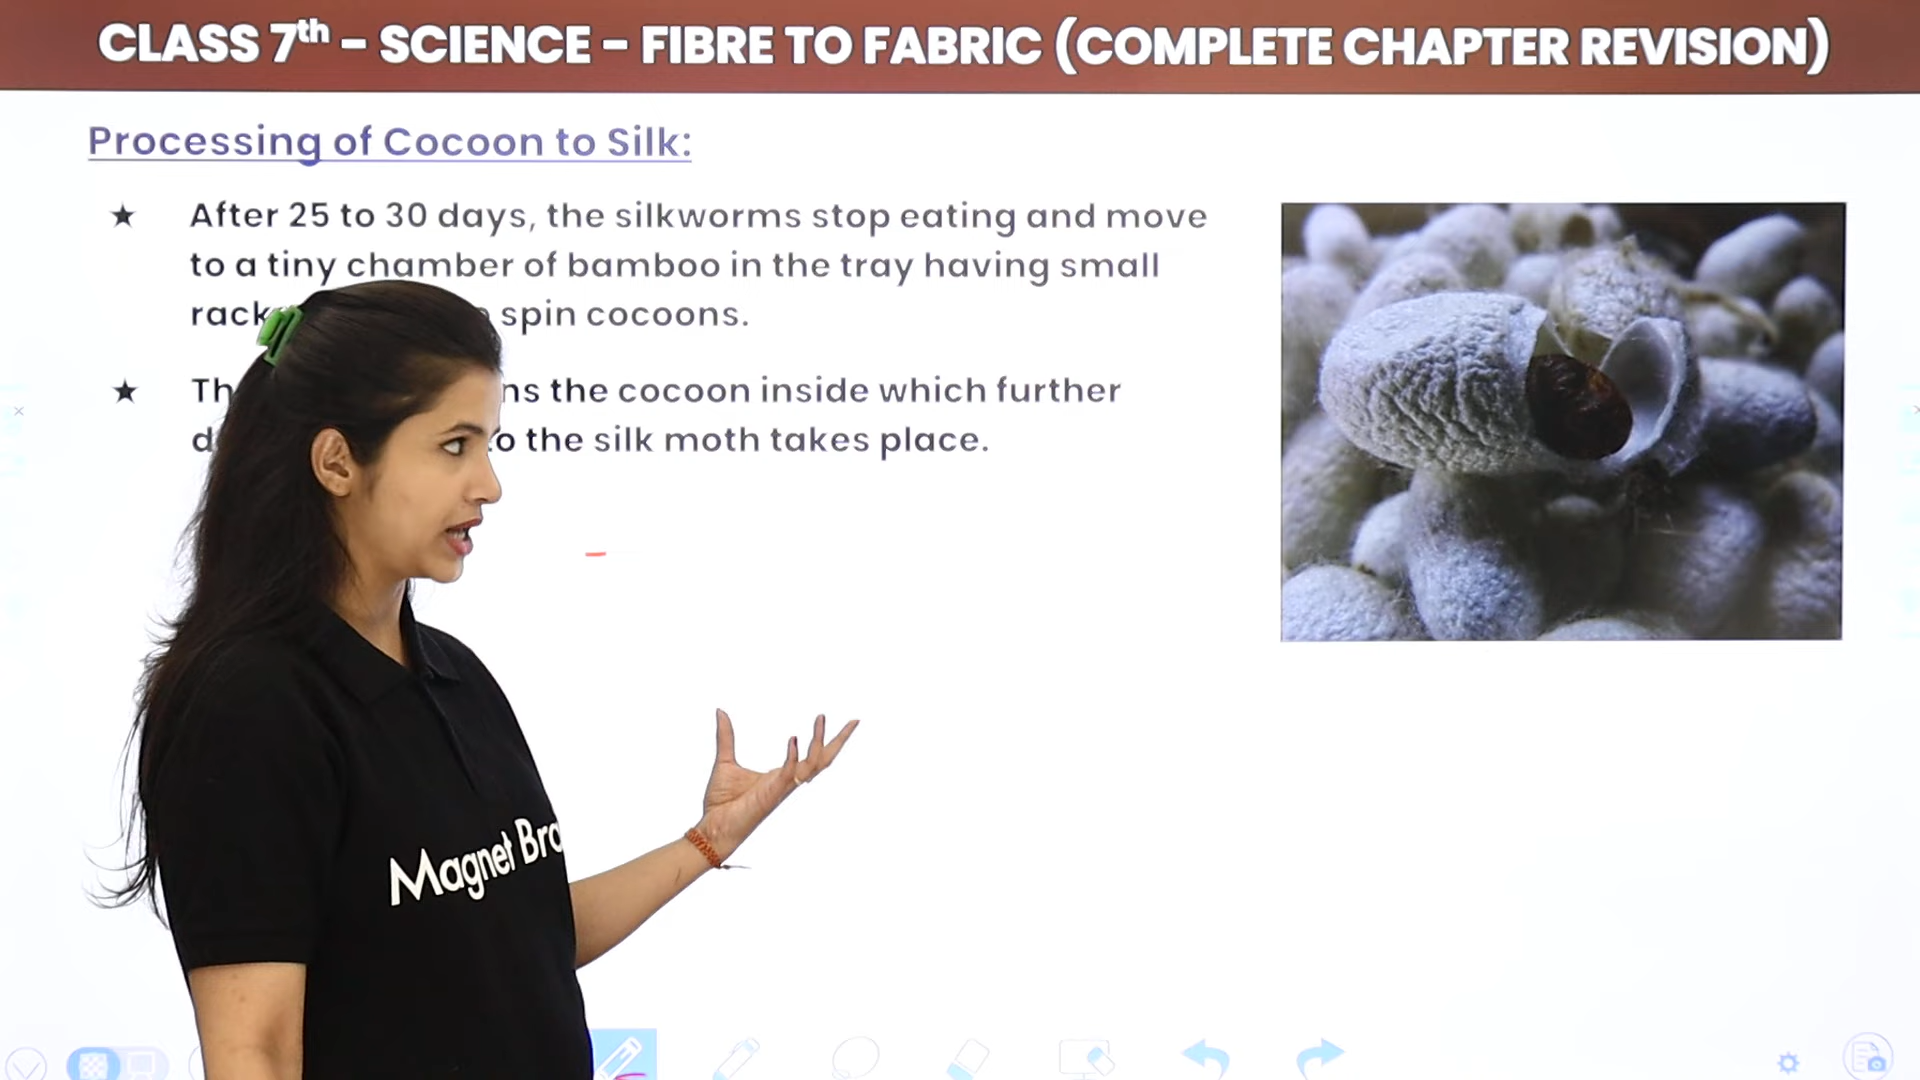 CLASS 7th - SCIENCE - FIBRE TO FABRIC (COMPLETE CHAPTER REVISION)
Processing of Cocoon to Silk:
★ After 25 to 30 days, the silkworms stop eating and move
to a tiny chamber of bamboo in the tray having small
spin cocoons.
★ the cocoon inside which further
the silk moth takes place.
Magnet